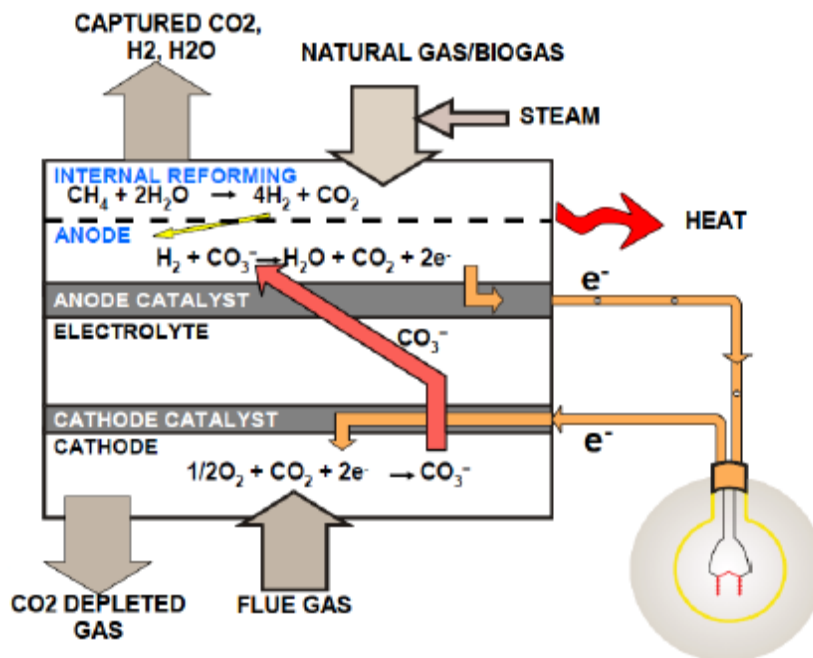 CAPTURED CO2,
H2, H2O
NATURAL GAS/BIOGAS
STEAM
INTERNAL REFORMING
CH₄ + 2H₂O → 4H₂ + CO₂
HEAT
ANODE
H₂ + CO₃⁻→H₂O + CO₂ + 2e⁻
e⁻
ANODE CATALYST
ELECTROLYTE
CO₃⁻
CATHODE CATALYST
e⁻
CATHODE
1/2O₂ + CO₂ + 2e⁻ →CO₃⁻
CO2 DEPLETED
GAS
FLUE GAS